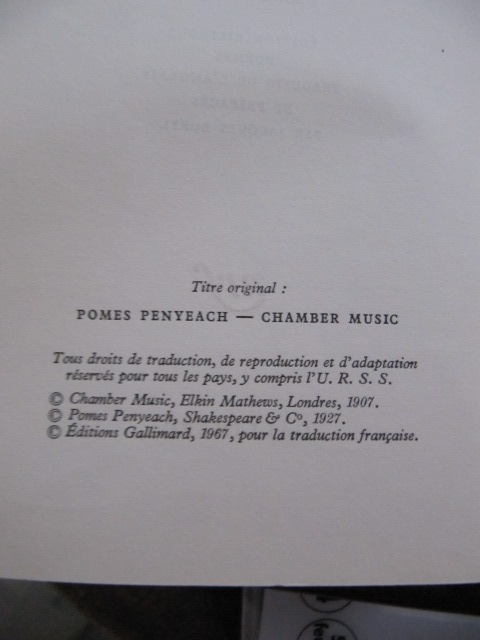 Titre original :
POMES PENYEACH — CHAMBER MUSIC
Tous droits de traduction, de reproduction et d'adaptation
réservés pour tous les pays, y compris l'U. R. S. S.
© Chamber Music, Elkin Mathews, Londres, 1907.
© Pomes Penyeach, Shakespeare & Cº, 1927.
© Éditions Gallimard, 1967, pour la traduction française.